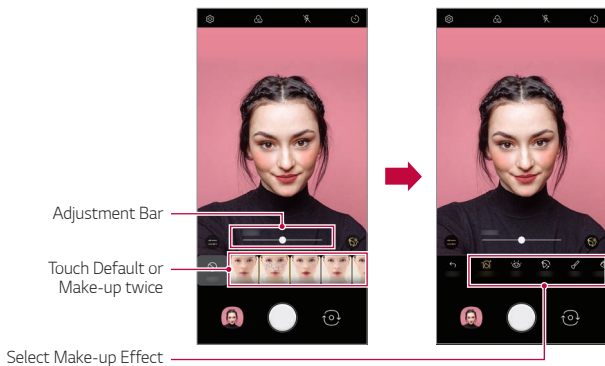 Adjustment Bar
Touch Default or
Make-up twice
Select Make-up Effect